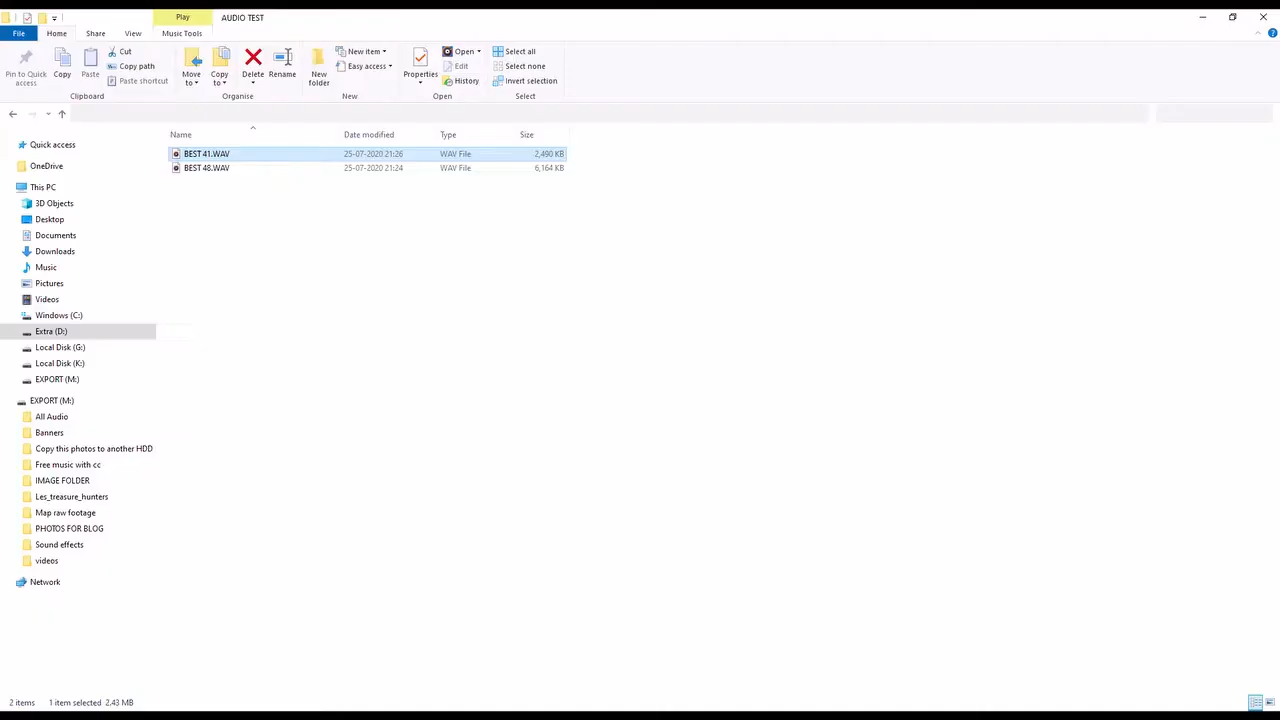 Play
AUDIO TEST
File
Home
Share
View
Music Tools
Pin to Quick access
Copy
Paste
Cut
Copy path
Paste shortcut
Clipboard
Move to
Copy to
Delete
Rename
Organise
New folder
New item
Easy access
New
Properties
Open
Edit
History
Open
Select all
Select none
Invert selection
Select
Name
Date modified
Type
Size
BEST 41.WAV 25-07-2020 21:26 WAV File 2,490 KB
BEST 48.WAV 25-07-2020 21:24 WAV File 6,164 KB
Quick access
OneDrive
This PC
3D Objects
Desktop
Documents
Downloads
Music
Pictures
Videos
Windows (C:)
Extra (D:)
Local Disk (G:)
Local Disk (K:)
EXPORT (M:)
EXPORT (M:)
All Audio
Banners
Copy this photos to another HDD
Free music with cc
IMAGE FOLDER
Les_treasure_hunters
Map raw footage
PHOTOS FOR BLOG
Sound effects
videos
Network
2 items 1 item selected 2.43 MB